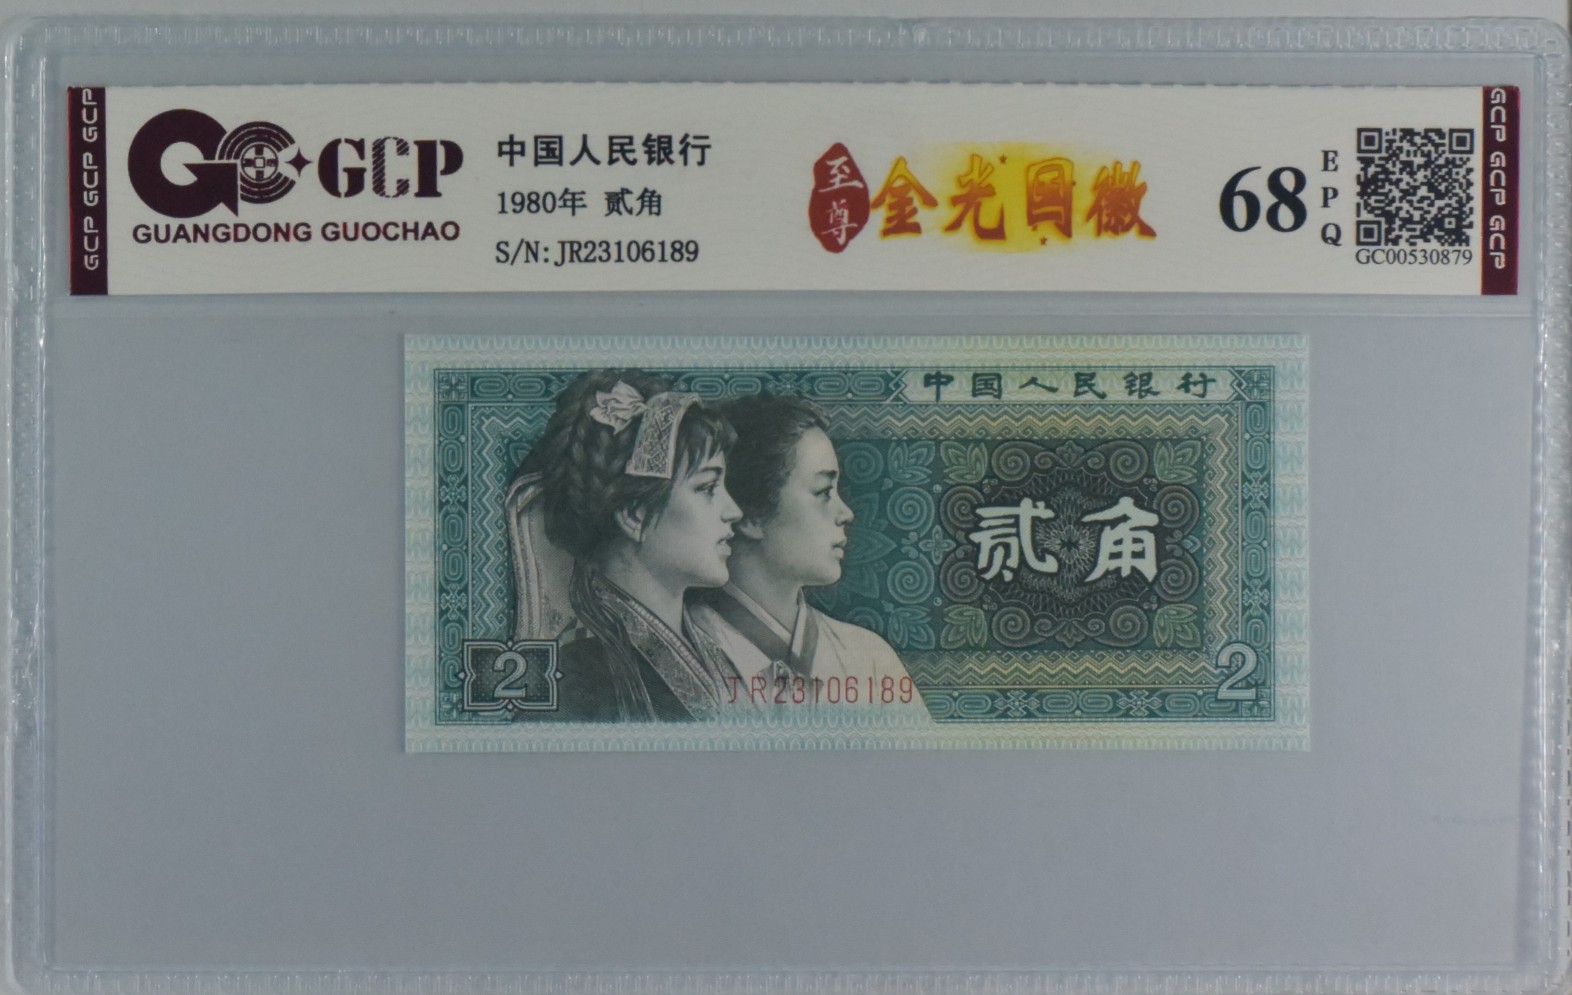 GCP GCP GCP
GCP
GUANGDONG GUOCHAO
中国人民银行
1980年 贰角
S/N:JR23106189
至尊
金光国徽
68
EPQ
GC00530879
GCP GCP GCP
中国人民银行
贰角
2
JR23106189
2